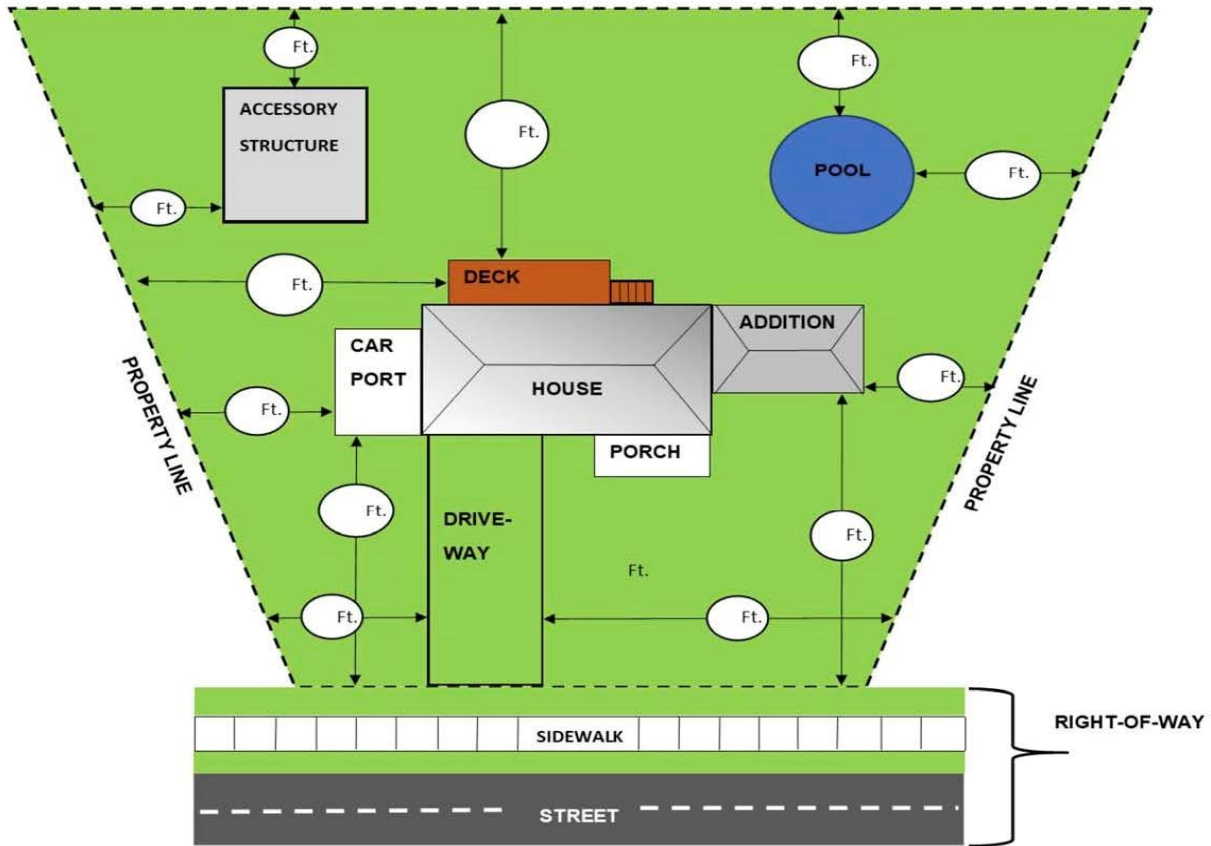 Ft.
Ft.
ACCESSORY
STRUCTURE
Ft.
POOL
Ft.
Ft.
Ft.
DECK
ADDITION
CAR
PORT
HOUSE
Ft.
Ft.
PROPERTY LINE
PROPERTY LINE
PORCH
Ft.
DRIVE-
WAY
Ft.
Ft.
Ft.
Ft.
RIGHT-OF-WAY
SIDEWALK
STREET